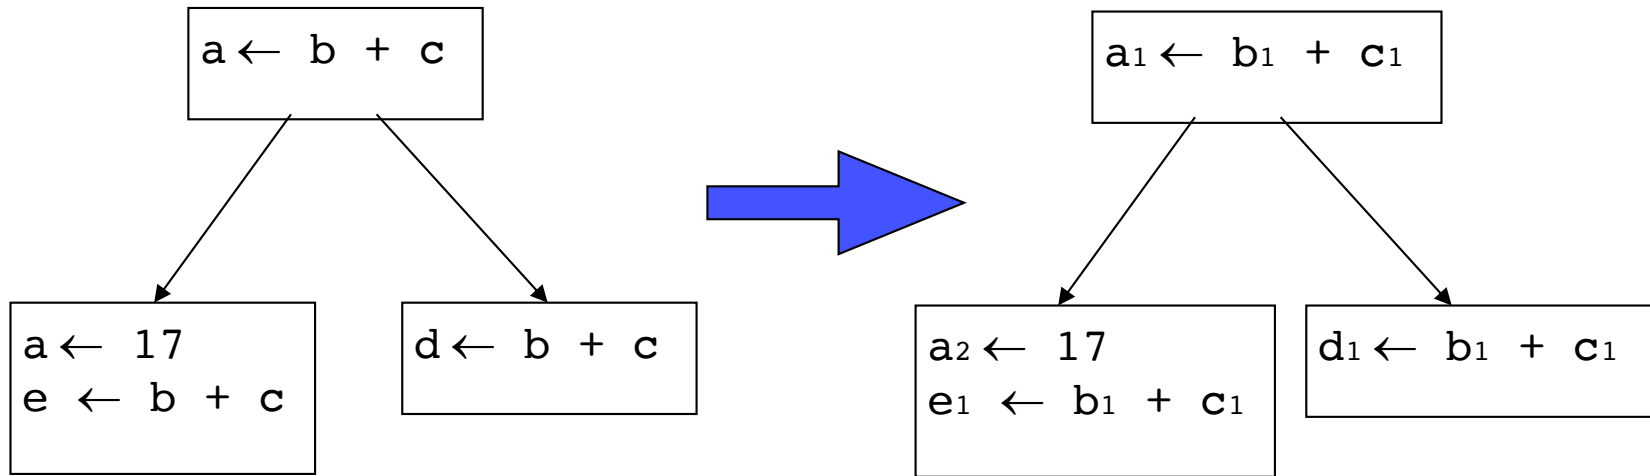 a ← b + c
a ← 17
e ← b + c
d ← b + c
a₁ ← b₁ + c₁
a₂ ← 17
e₁ ← b₁ + c₁
d₁ ← b₁ + c₁